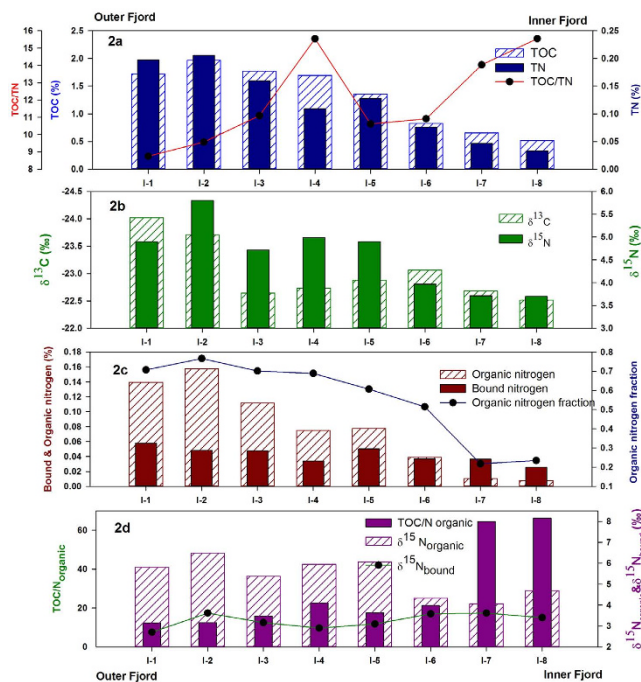 Outer Fjord
Inner Fjord
2a
TOC
TN
TOC/TN
TOC/TN
TOC (%)
TN (%)
16
15
14
13
12
11
10
9
8
2.5
2.0
1.5
1.0
0.5
0.0
0.25
0.20
0.15
0.10
0.05
0.00
I-1 I-2 I-3 I-4 I-5 I-6 I-7 I-8
2b
δ13C
δ15N
δ13C (‰)
δ15N (‰)
-24.5
-23.5
-23.5
-22.5
-22.0
6.0
5.5
5.0
4.5
4.0
3.5
3.0
I-1 I-2 I-3 I-4 I-5 I-6 I-7 I-8
2c
Organic nitrogen
Bound nitrogen
Organic nitrogen fraction
Bound & Organic nitrogen (%)
Organic nitrogen fraction
0.18
0.16
0.14
0.12
0.10
0.08
0.06
0.04
0.02
0.00
0.8
0.7
0.6
0.5
0.4
0.3
0.2
0.1
I-1 I-2 I-3 I-4 I-5 I-6 I-7 I-8
2d
TOC/N organic
δ15Norganic
δ15Nbound
TOC/Norganic
60
40
20
0
8
7
6
5
4
3
2
I-1 I-2 I-3 I-4 I-5 I-6 I-7 I-8
Outer Fjord
Inner Fjord